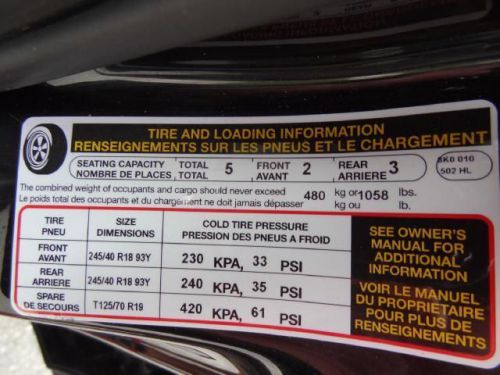 TIRE AND LOADING INFORMATION
RENSEIGNEMENTS SUR LES PNEUS ET LE CHARGEMENT
SEATING CAPACITY TOTAL 5 FRONT 2 REAR 3
NOMBRE DE PLACES TOTAL AVANT ARRIERE
8K0 010
502 HL
The combined weight of occupants and cargo should never exceed 480 kg or 1058 lbs.
Le poids total des occupants et du chargement ne doit jamais dépasser kg ou lb.
TIRE SIZE COLD TIRE PRESSURE
PNEU DIMENSIONS PRESSION DES PNEUS A FROID
FRONT
AVANT 245/40 R18 93Y 230 KPA, 33 PSI
REAR
ARRIERE 245/40 R18 93Y 240 KPA, 35 PSI
SPARE
DE SECOURS T125/70 R19 420 KPA, 61 PSI
SEE OWNER'S
MANUAL FOR
ADDITIONAL
INFORMATION
VOIR LE MANUEL
DU PROPRIETAIRE
POUR PLUS DE
RENSEIGNEMENTS